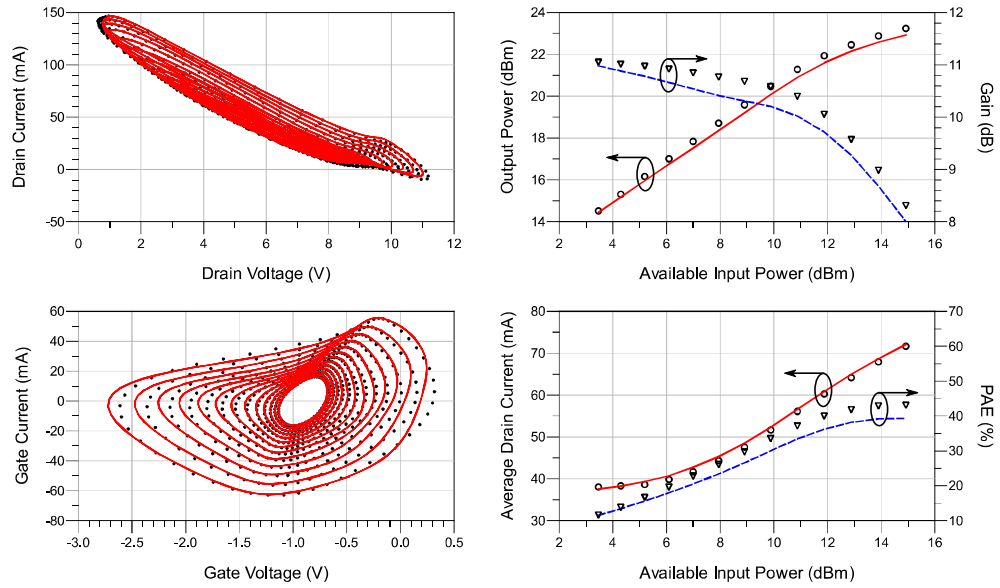 150
100
50
0
-50
Drain Current (mA)
0 2 4 6 8 10 12
Drain Voltage (V)
24
22
20
18
16
14
Output Power (dBm)
12
11
10
9
8
Gain (dB)
2 4 6 8 10 12 14 16
Available Input Power (dBm)
60
40
20
0
-20
-40
-60
-80
Gate Current (mA)
-3.0 -2.5 -2.0 -1.5 -1.0 -0.5 0.0 0.5
Gate Voltage (V)
80
70
60
50
40
30
Average Drain Current (mA)
70
60
50
40
30
20
10
PAE (%)
2 4 6 8 10 12 14 16
Available Input Power (dBm)